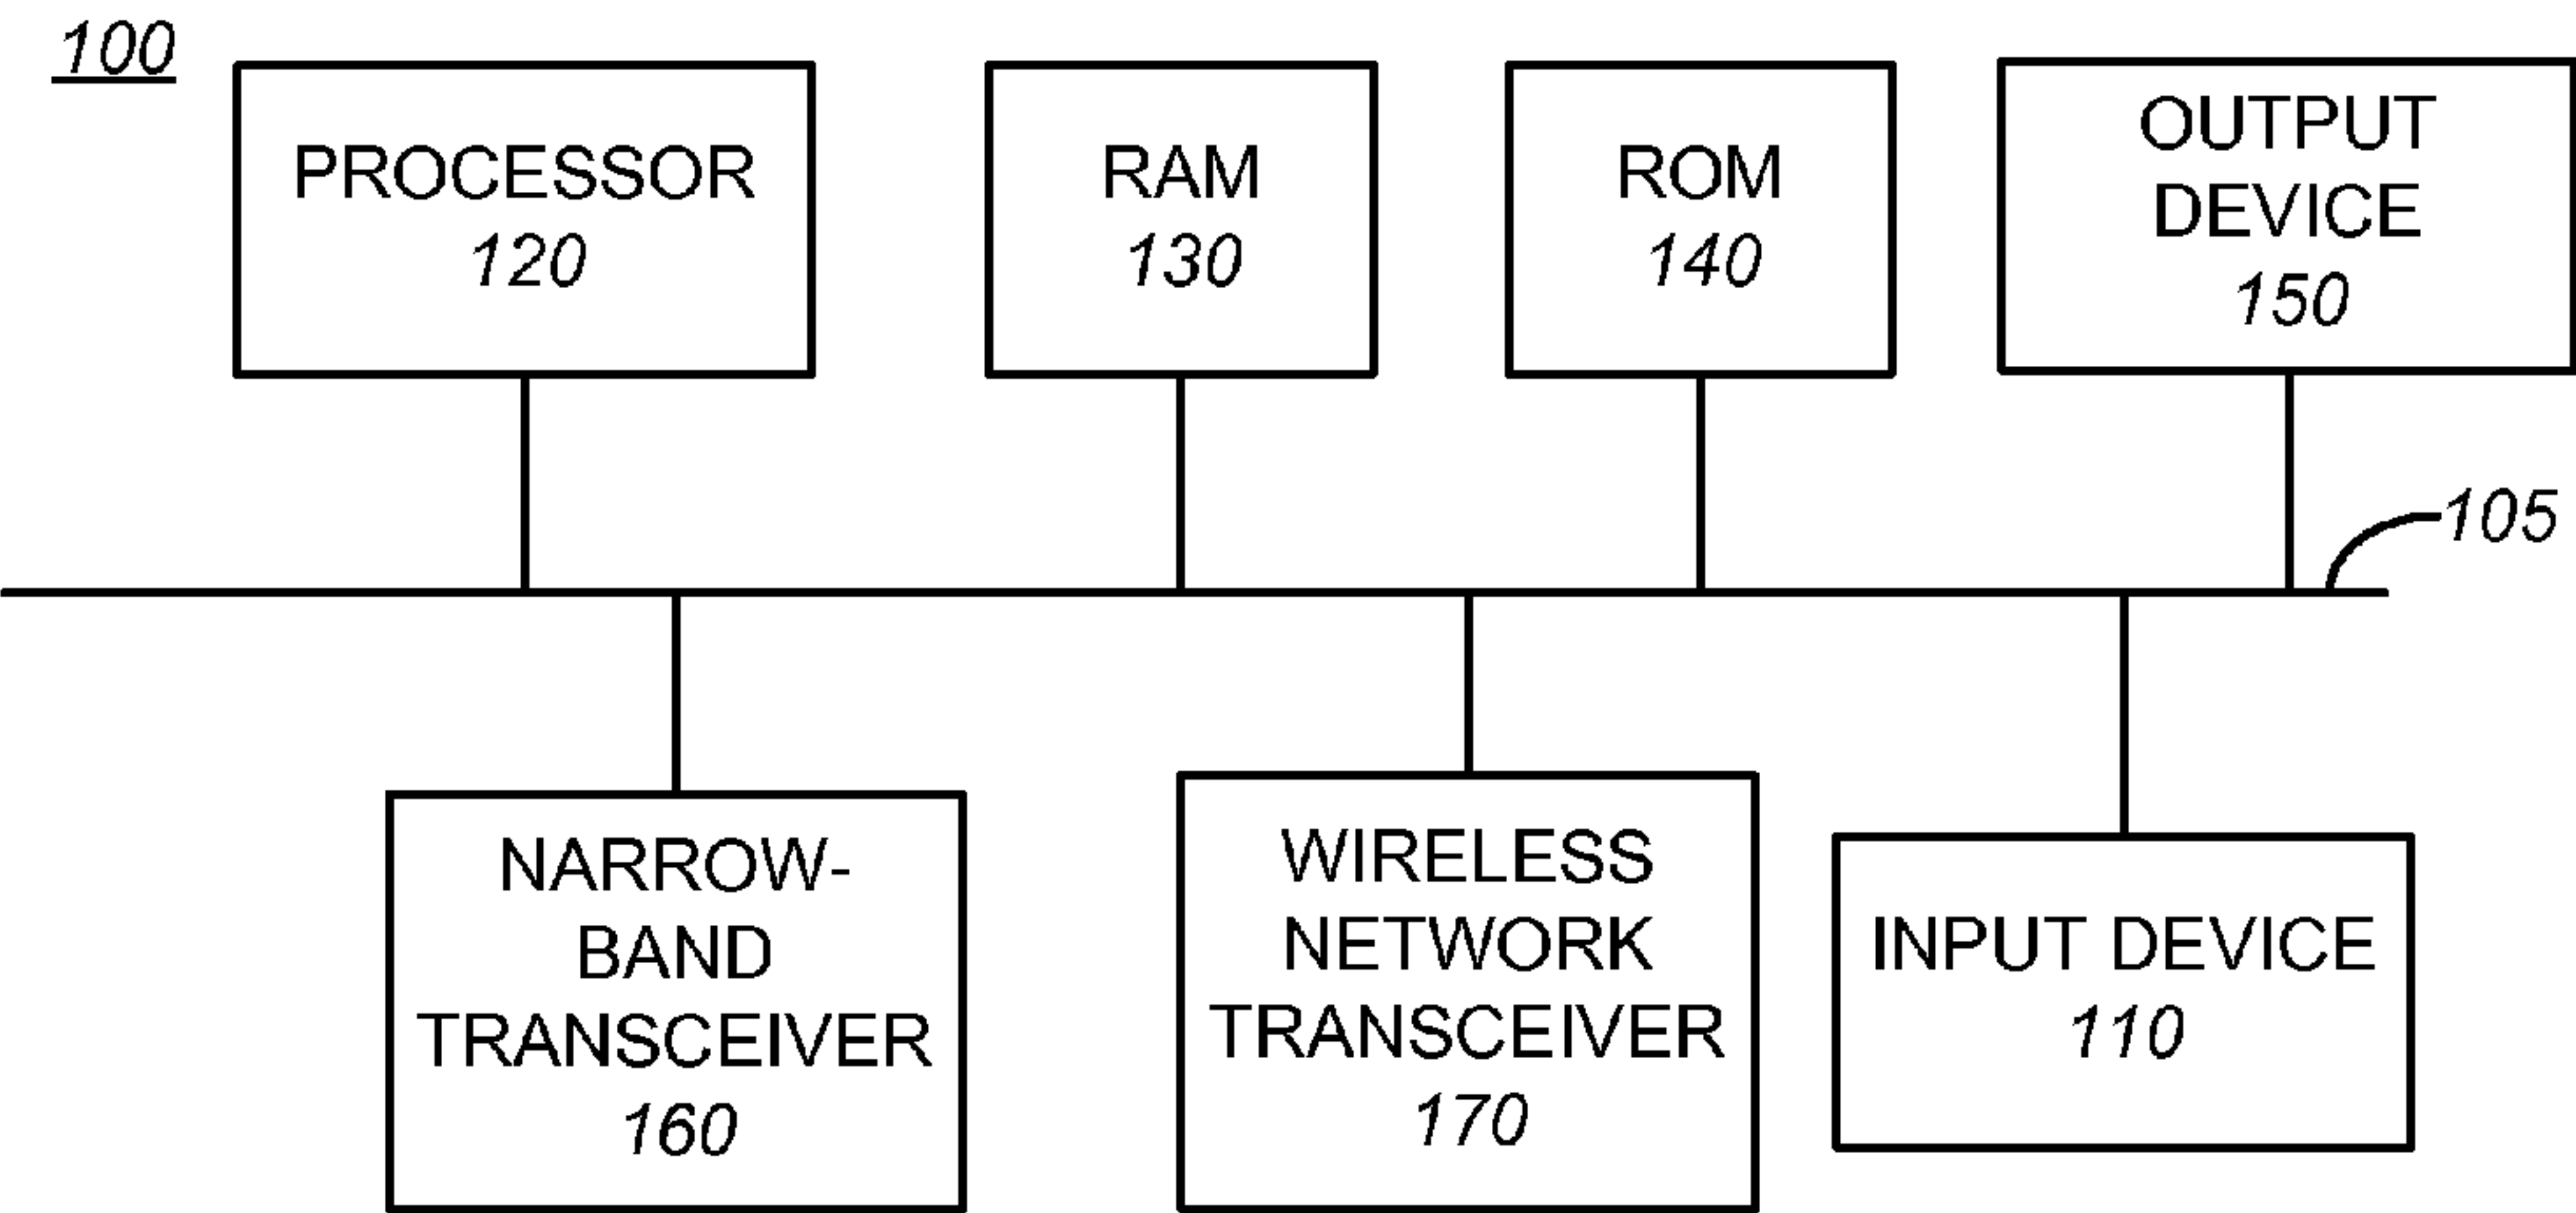 100
PROCESSOR
120
RAM
130
ROM
140
OUTPUT
DEVICE
150
105
NARROW-
BAND
TRANSCEIVER
160
WIRELESS
NETWORK
TRANSCEIVER
170
INPUT DEVICE
110